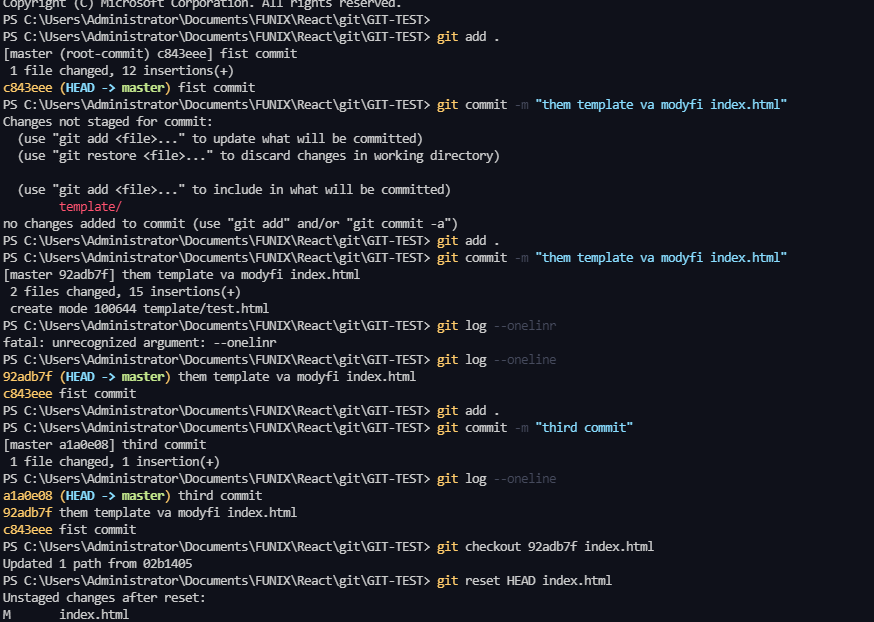 Copyright (C) Microsoft Corporation. All rights reserved.
PS C:\Users\Administrator\Documents\FUNIX\React\git\GIT-TEST>
PS C:\Users\Administrator\Documents\FUNIX\React\git\GIT-TEST> git add .
[master (root-commit) c843eee] fist commit
 1 file changed, 12 insertions(+)
c843eee (HEAD -> master) fist commit
PS C:\Users\Administrator\Documents\FUNIX\React\git\GIT-TEST> git commit -m "them template va modyfi index.html"
Changes not staged for commit:
  (use "git add <file>..." to update what will be committed)
  (use "git restore <file>..." to discard changes in working directory)
  (use "git add <file>..." to include in what will be committed)
        template/
no changes added to commit (use "git add" and/or "git commit -a")
PS C:\Users\Administrator\Documents\FUNIX\React\git\GIT-TEST> git add .
PS C:\Users\Administrator\Documents\FUNIX\React\git\GIT-TEST> git commit -m "them template va modyfi index.html"
[master 92adb7f] them template va modyfi index.html
 2 files changed, 15 insertions(+)
 create mode 100644 template/test.html
PS C:\Users\Administrator\Documents\FUNIX\React\git\GIT-TEST> git log --onelinr
fatal: unrecognized argument: --onelinr
PS C:\Users\Administrator\Documents\FUNIX\React\git\GIT-TEST> git log --oneline
92adb7f (HEAD -> master) them template va modyfi index.html
c843eee fist commit
PS C:\Users\Administrator\Documents\FUNIX\React\git\GIT-TEST> git add .
PS C:\Users\Administrator\Documents\FUNIX\React\git\GIT-TEST> git commit -m "third commit"
[master a1a0e08] third commit
 1 file changed, 1 insertion(+)
PS C:\Users\Administrator\Documents\FUNIX\React\git\GIT-TEST> git log --oneline
a1a0e08 (HEAD -> master) third commit
92adb7f them template va modyfi index.html
c843eee fist commit
PS C:\Users\Administrator\Documents\FUNIX\React\git\GIT-TEST> git checkout 92adb7f index.html
Updated 1 path from 02b1405
PS C:\Users\Administrator\Documents\FUNIX\React\git\GIT-TEST> git reset HEAD index.html
Unstaged changes after reset:
M       index.html